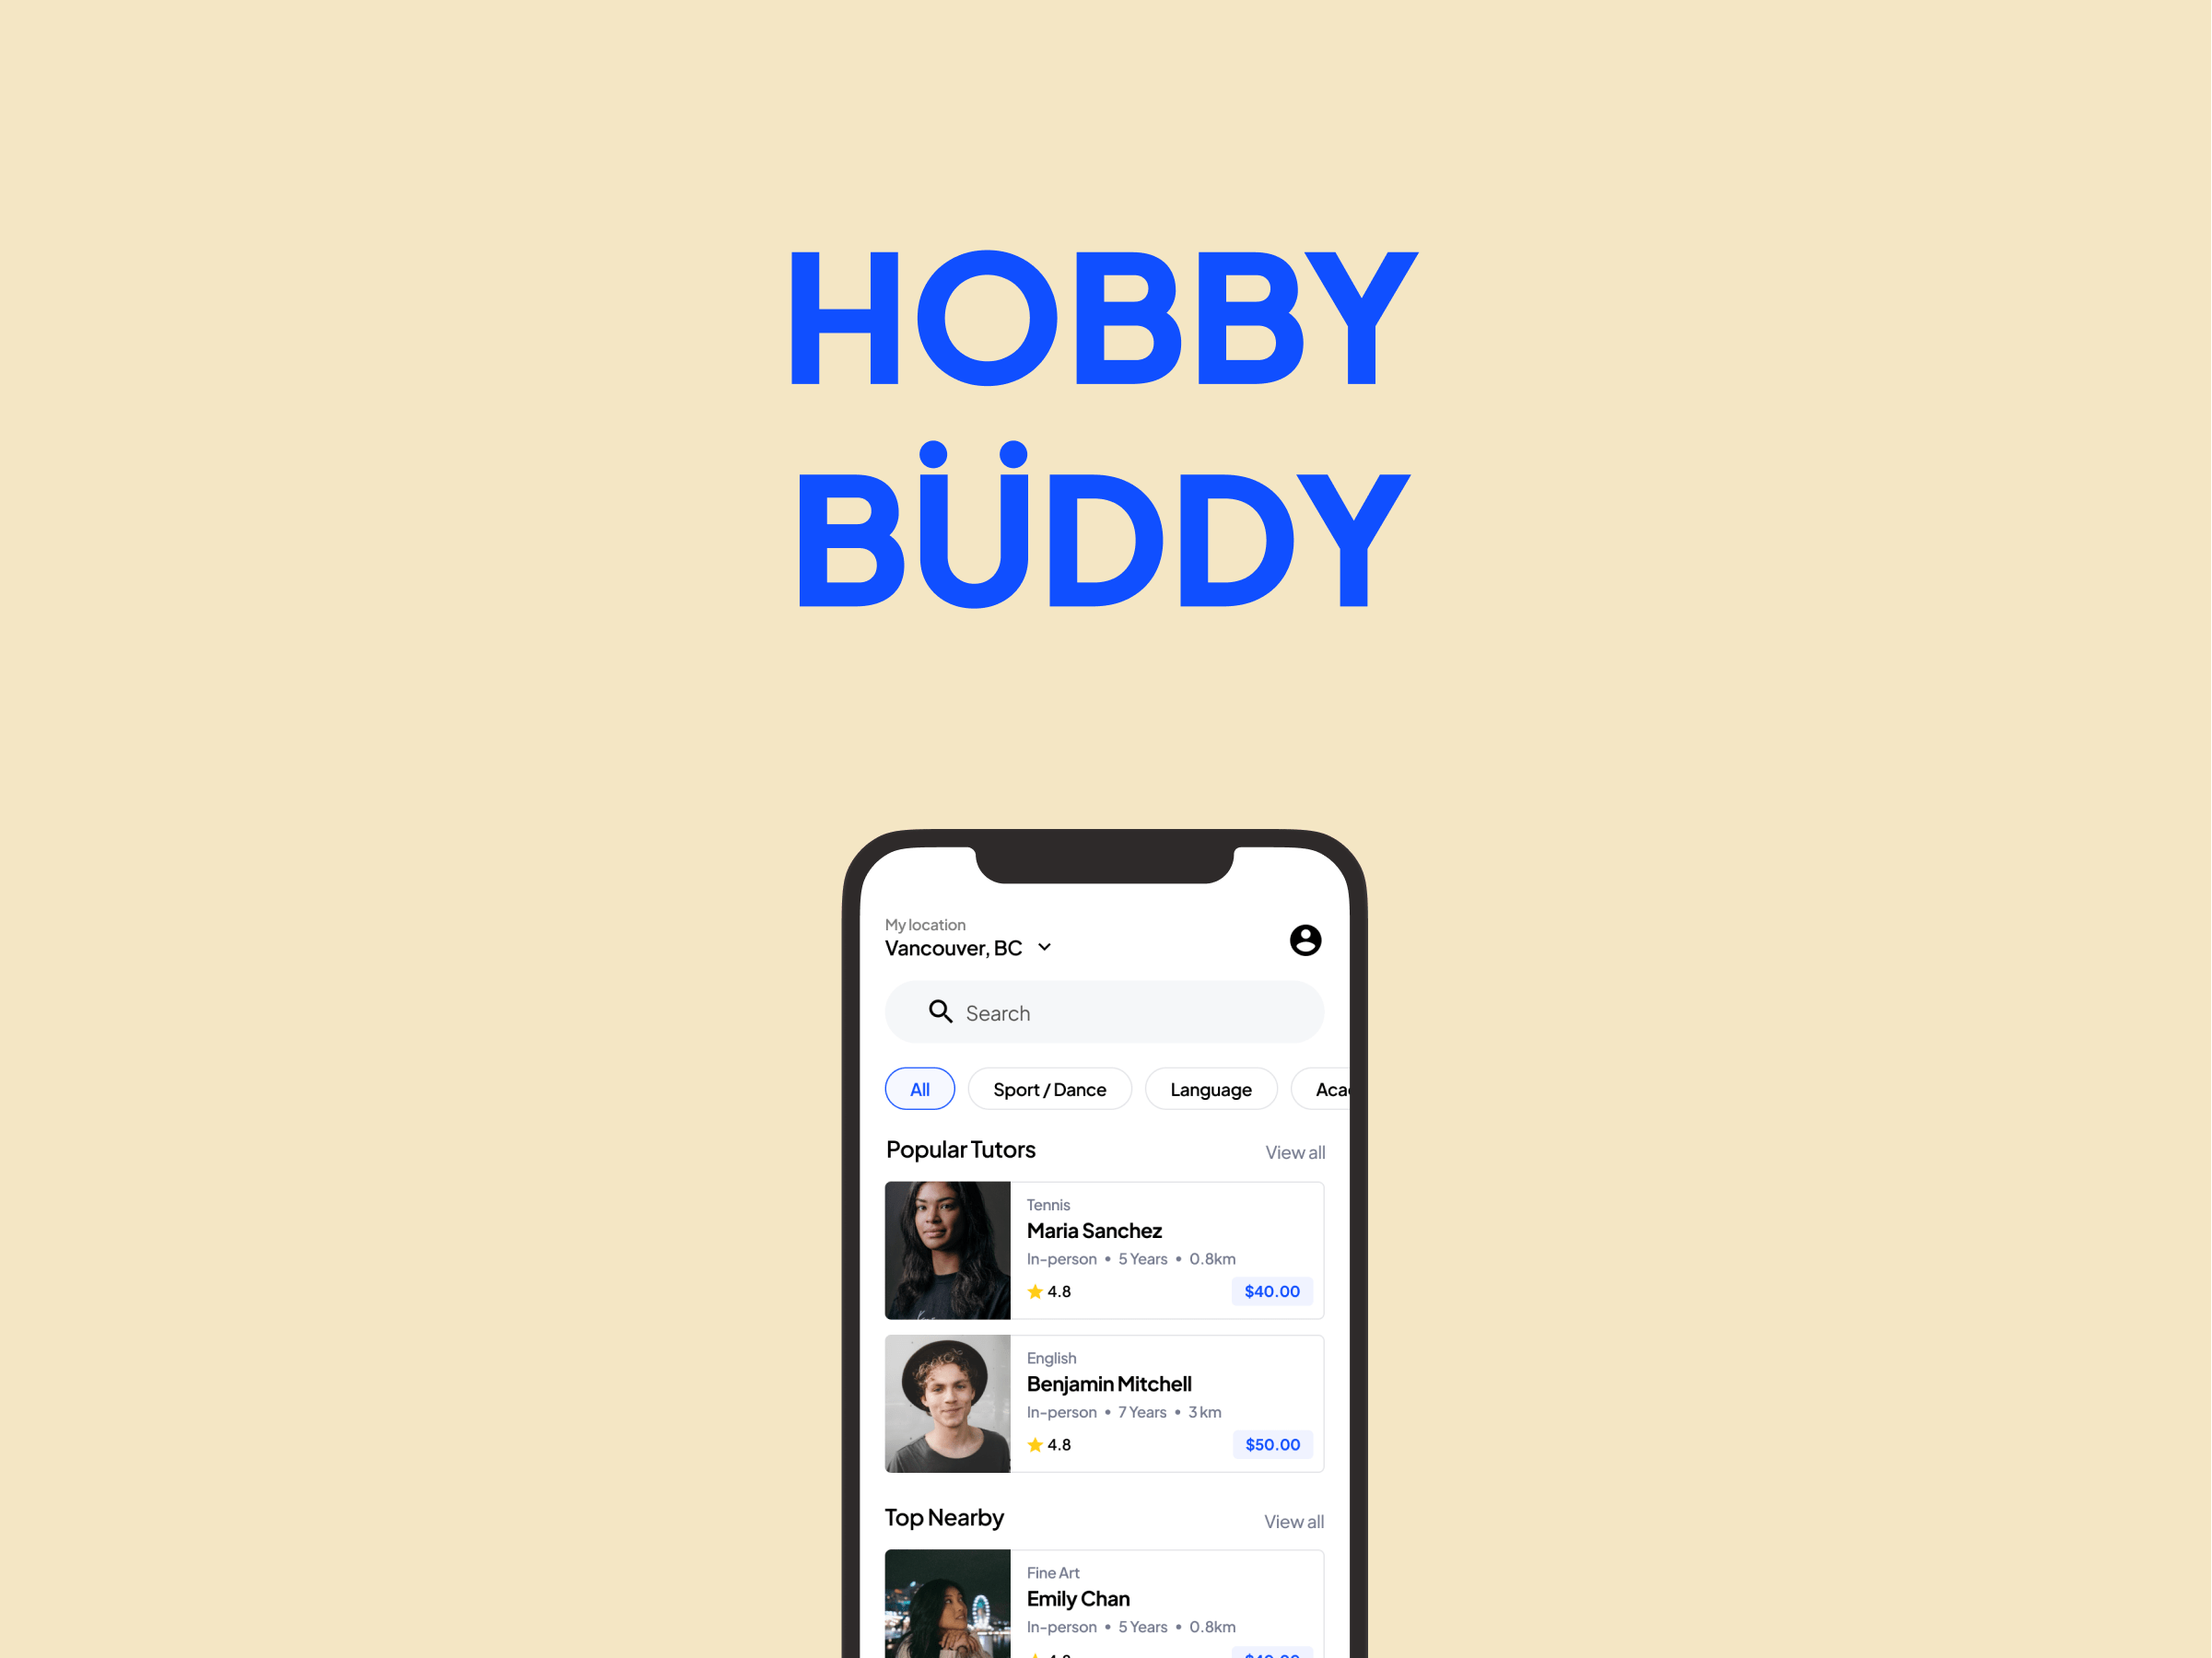 HOBBY
BÜDDY
My location
Vancouver, BC
Search
All
Sport / Dance
Language
Popular Tutors
View all
Tennis
Maria Sanchez
In-person • 5 Years • 0.8km
4.8
$40.00
English
Benjamin Mitchell
In-person • 7 Years • 3 km
4.8
$50.00
Top Nearby
View all
Fine Art
Emily Chan
In-person • 5 Years • 0.8km